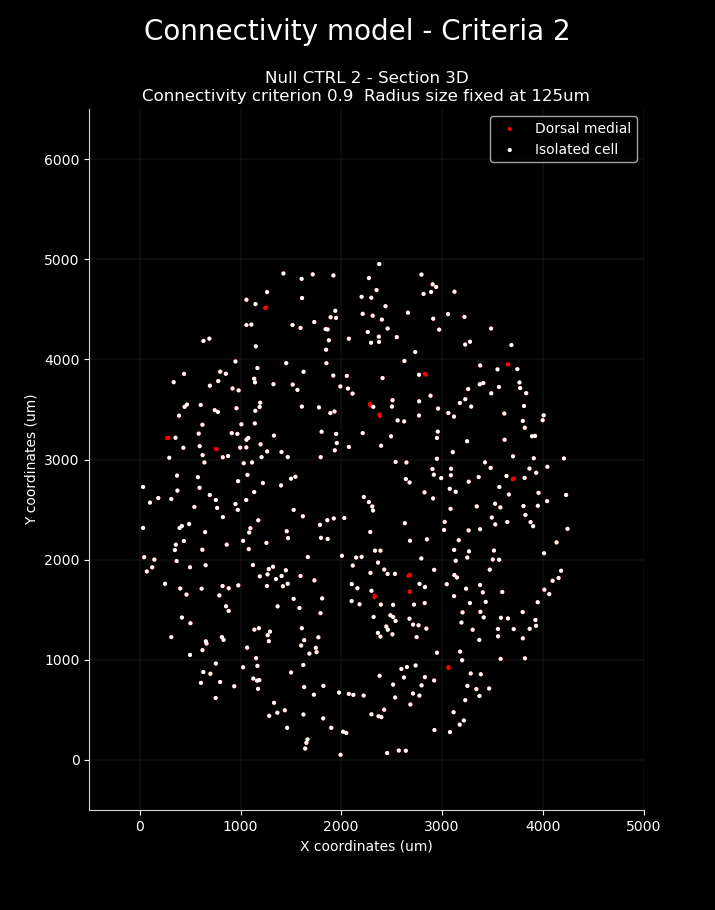 Connectivity model - Criteria 2
Null CTRL 2 - Section 3D
Connectivity criterion 0.9  Radius size fixed at 125um
Dorsal medial
Isolated cell
6000
5000
4000
3000
2000
1000
0
Y coordinates (um)
0
1000
2000
3000
4000
5000
X coordinates (um)